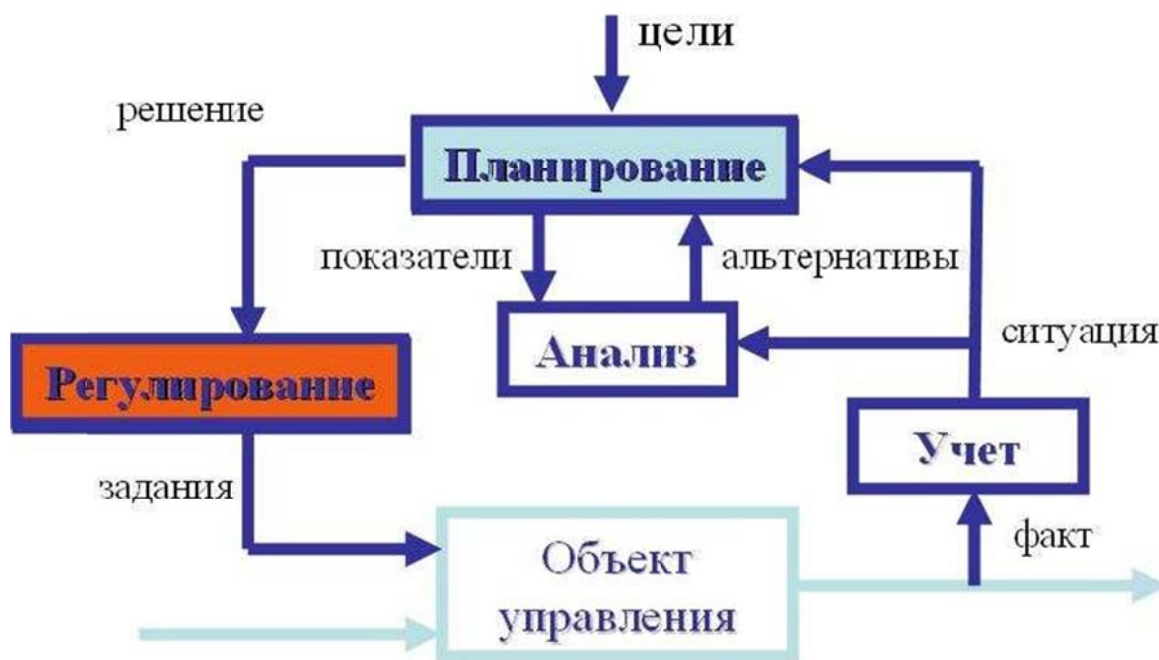 цели
решение
Планирование
показатели
альтернативы
Анализ
ситуация
Регулирование
Учет
задания
факт
Объект
управления